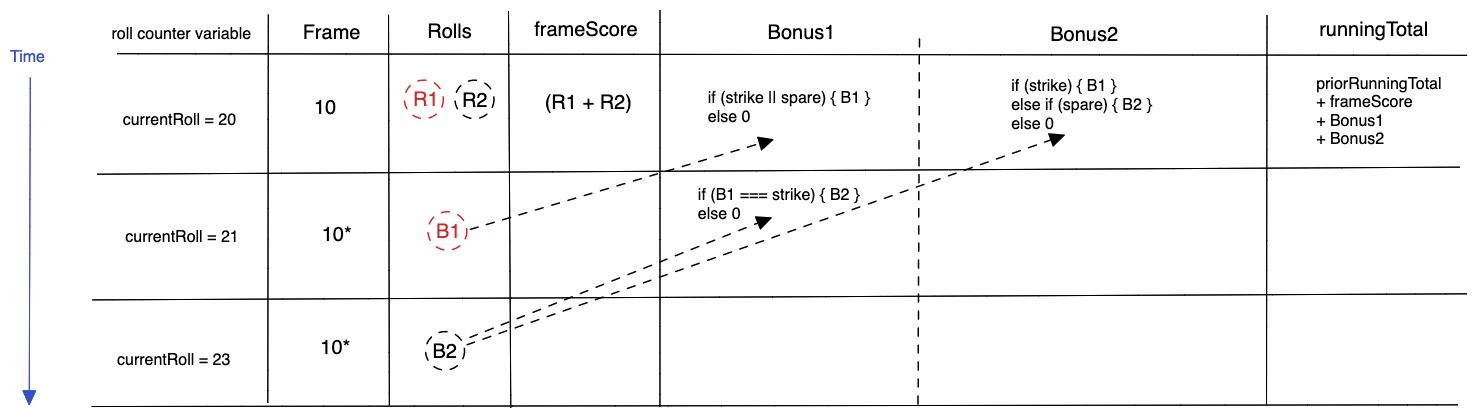 roll counter variable
Frame
Rolls
frameScore
Bonus1
Bonus2
runningTotal
Time
currentRoll = 20
10
R1
R2
(R1 + R2)
if (strike || spare) { B1 }
else 0
if (strike) { B1 }
else if (spare) { B2 }
else 0
priorRunningTotal
+ frameScore
+ Bonus1
+ Bonus2
currentRoll = 21
10*
B1
if (B1 === strike) { B2 }
else 0
currentRoll = 23
10*
B2